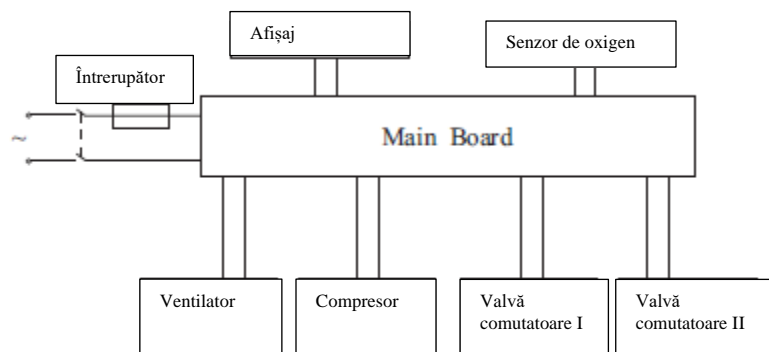 Afișaj
Senzor de oxigen
Întrerupător
~
Main Board
Ventilator
Compresor
Valvă
comutatoare I
Valvă
comutatoare II